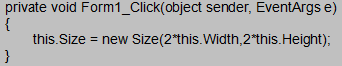 private void Form1_Click(object sender, EventArgs e)
{
this.Size = new Size(2*this.Width,2*this.Height);
}